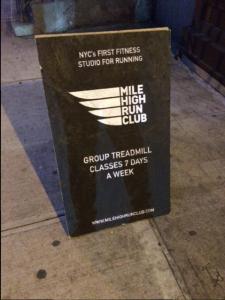 NYC's FIRST FITNESS
STUDIO FOR RUNNING
MILE
HIGH
RUN
CLUB
GROUP TREADMILL
CLASSES 7 DAYS
A WEEK
WWW.MILEHIGHRUNCLUB.COM